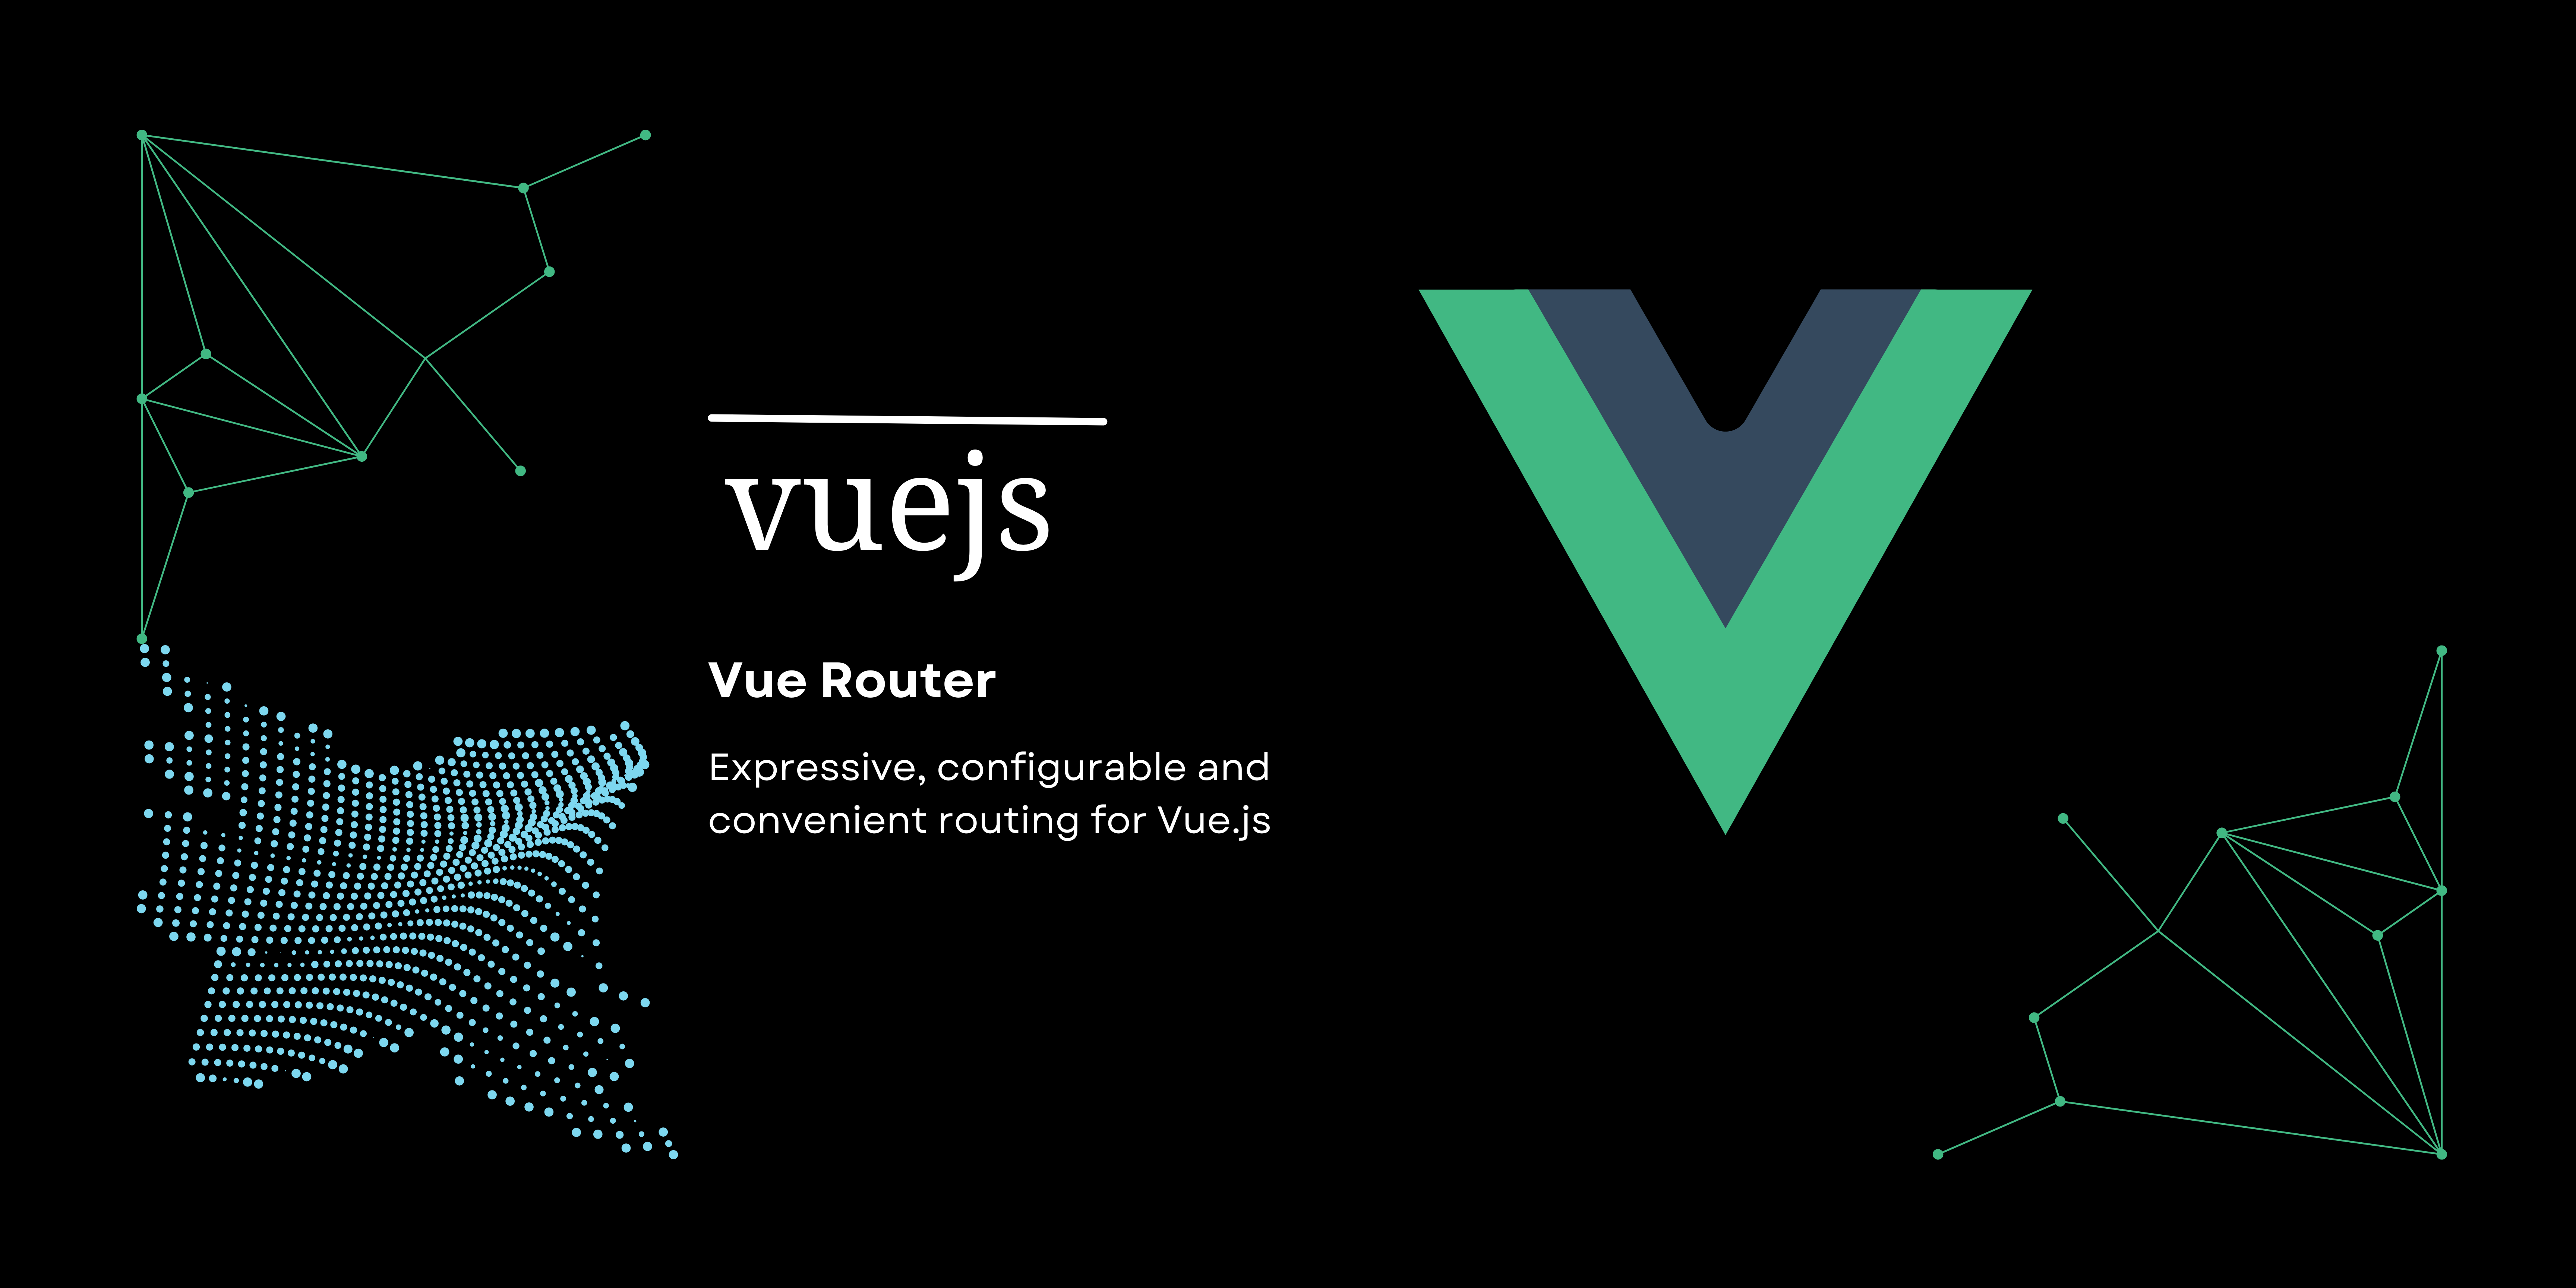 vuejs
Vue Router
Expressive, configurable and
convenient routing for Vue.js